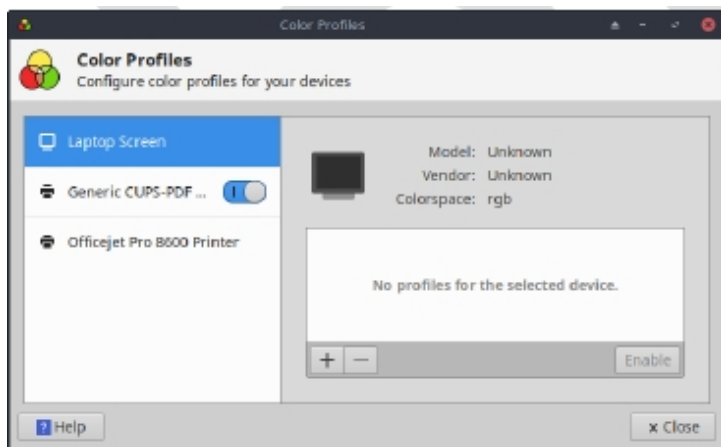 Color Profiles
Color Profiles
Configure color profiles for your devices
Laptop Screen
Generic CUPS-PDF ...
Officejet Pro 8600 Printer
Model: Unknown
Vendor: Unknown
Colorspace: rgb
No profiles for the selected device.
+ −
Enable
? Help
x Close